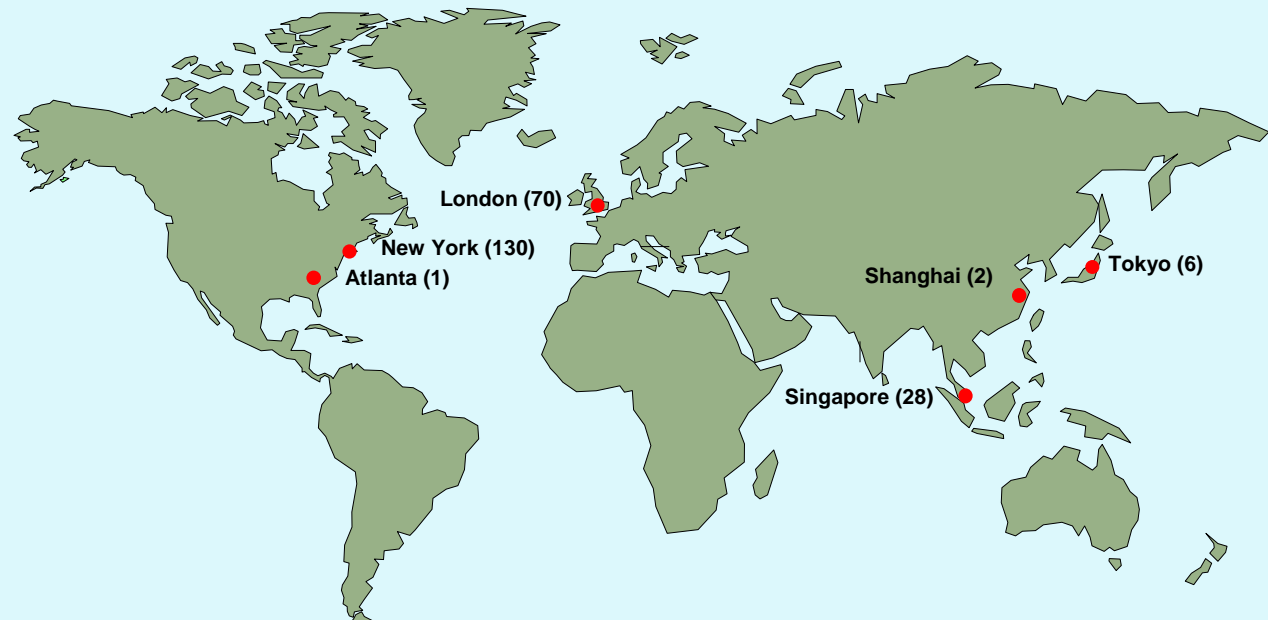 London (70)
New York (130)
Atlanta (1)
Shanghai (2)
Tokyo (6)
Singapore (28)